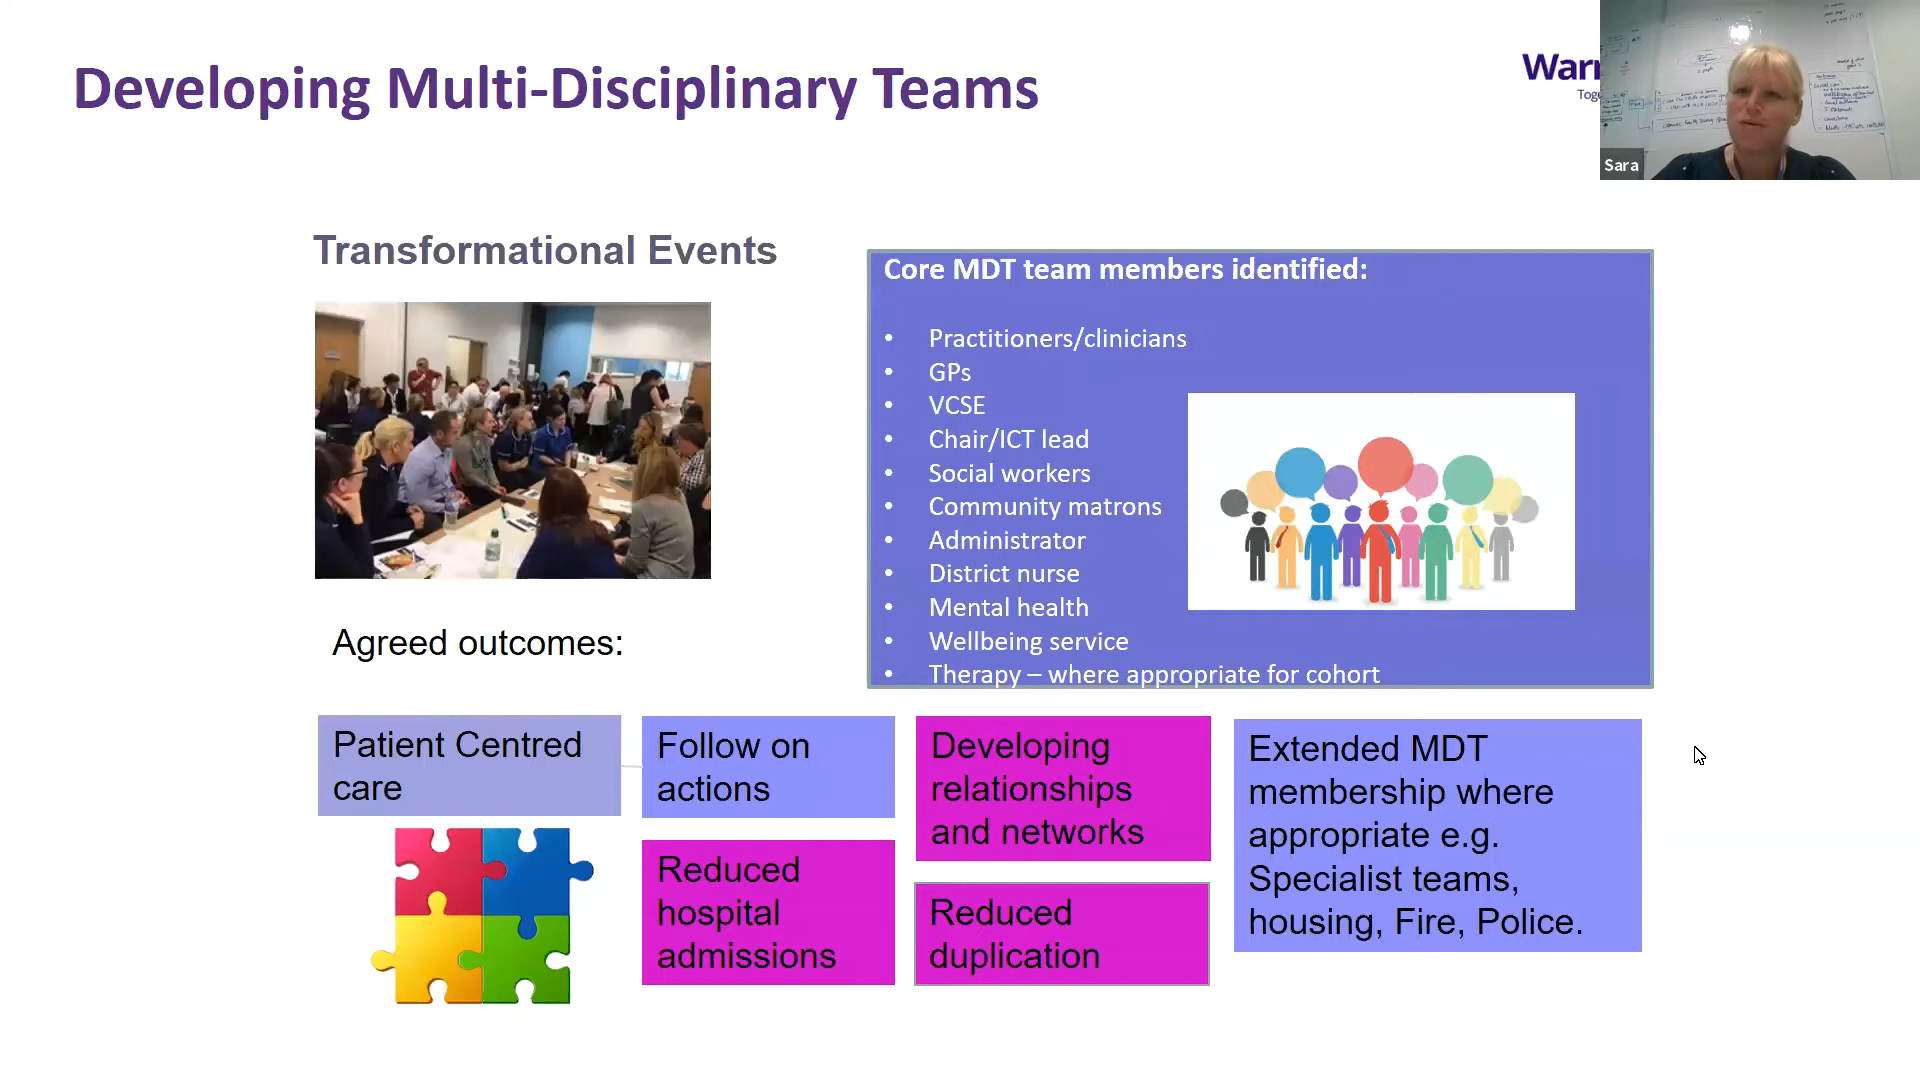 Developing Multi-Disciplinary Teams
Warr
Toge
Sara
Transformational Events
Core MDT team members identified:
• Practitioners/clinicians
• GPs
• VCSE
• Chair/ICT lead
• Social workers
• Community matrons
• Administrator
• District nurse
• Mental health
• Wellbeing service
• Therapy – where appropriate for cohort
Agreed outcomes:
Patient Centred
care
Follow on
actions
Reduced
hospital
admissions
Developing
relationships
and networks
Reduced
duplication
Extended MDT
membership where
appropriate e.g.
Specialist teams,
housing, Fire, Police.